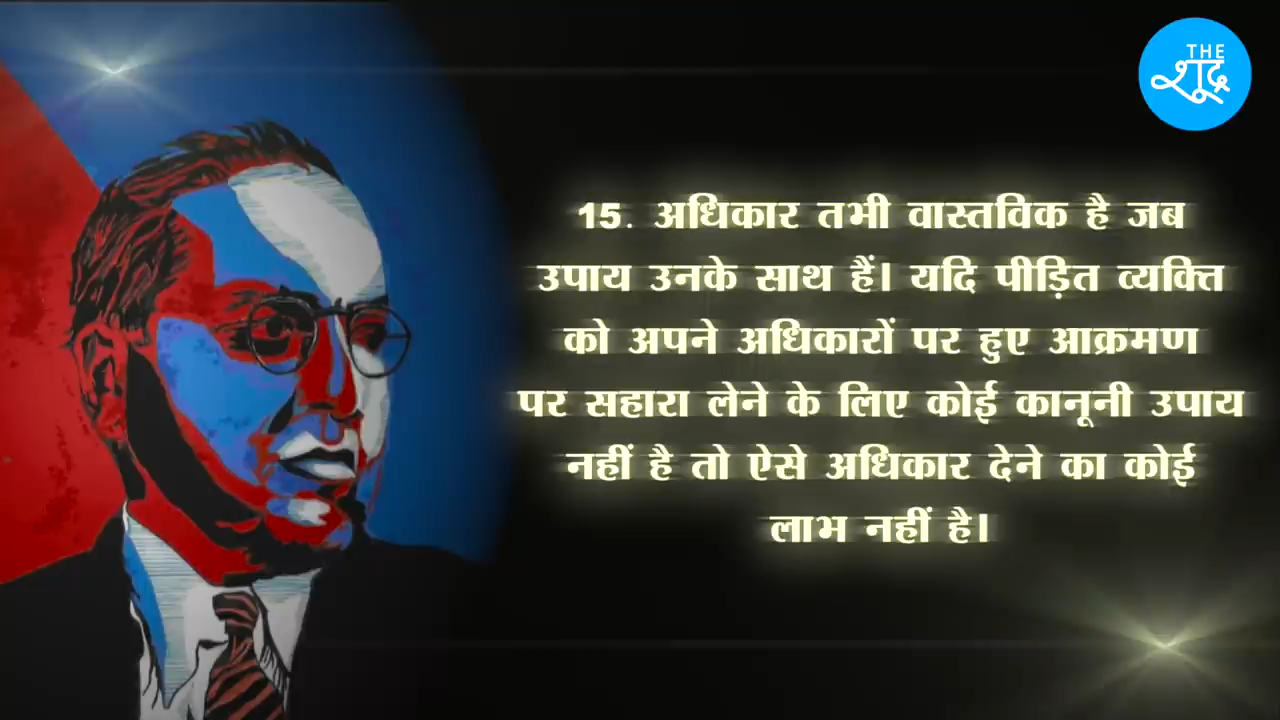 THE
शूद्र
15. अधिकार तभी वास्तविक है जब
उपाय उनके साथ हैं। यदि पीड़ित व्यक्ति
को अपने अधिकारों पर हुए आक्रमण
पर सहारा लेने के लिए कोई कानूनी उपाय
नहीं है तो ऐसे अधिकार देने का कोई
लाभ नहीं है।